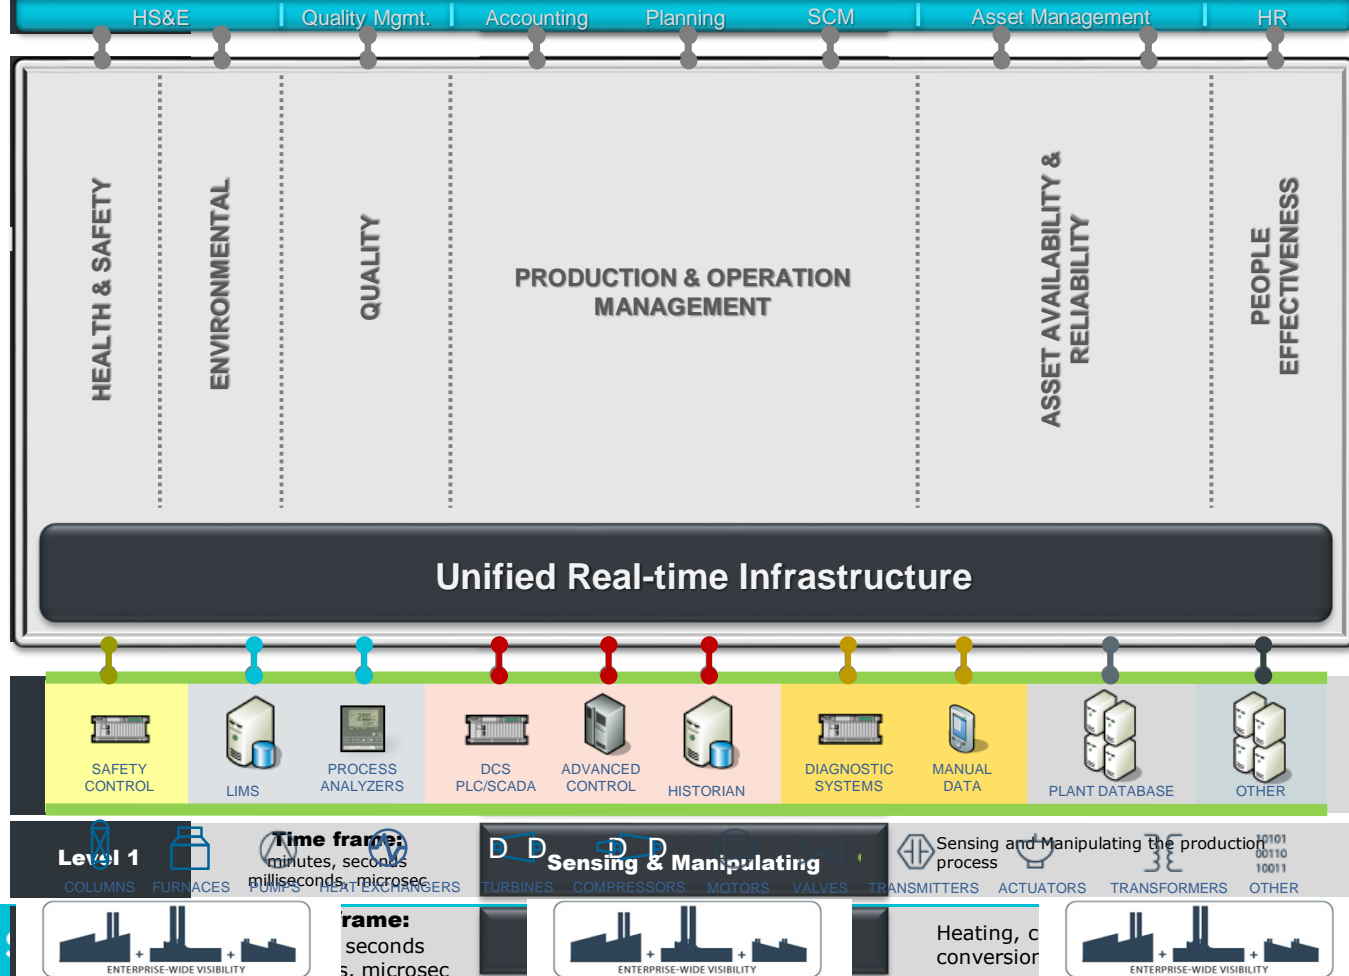 HS&E
Quality Mgmt.
Accounting
Planning
SCM
Asset Management
HR
HEALTH & SAFETY
ENVIRONMENTAL
QUALITY
PRODUCTION & OPERATION
MANAGEMENT
ASSET AVAILABILITY &
RELIABILITY
PEOPLE
EFFECTIVENESS
Unified Real-time Infrastructure
SAFETY
CONTROL
LIMS
PROCESS
ANALYZERS
DCS
PLC/SCADA
ADVANCED
CONTROL
HISTORIAN
DIAGNOSTIC
SYSTEMS
MANUAL
DATA
PLANT DATABASE
OTHER
Level 1
Time frame:
minutes, seconds
milliseconds, microsec
D D D D
Sensing & Manipulating
Sensing and Manipulating the production
process
10101
00110
10011
COLUMNS
FURNACES
PUMPS
HEAT EXCHANGERS
TURBINES
COMPRESSORS
MOTORS
VALVES
TRANSMITTERS
ACTUATORS
TRANSFORMERS
OTHER
rame:
seconds
s, microsec
Heating, c
conversion
ENTERPRISE-WIDE VISIBILITY
ENTERPRISE-WIDE VISIBILITY
ENTERPRISE-WIDE VISIBILITY